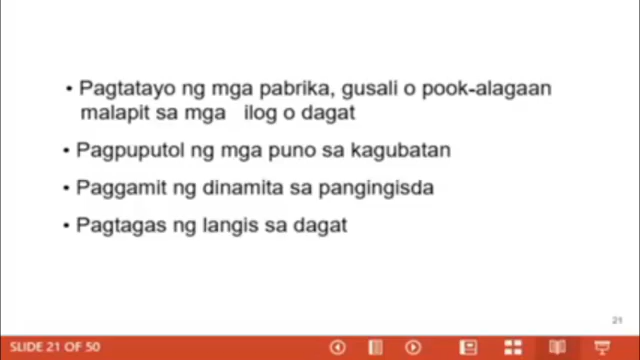 • Pagtatayo ng mga pabrika, gusali o pook-alagaan
malapit sa mga ilog o dagat
• Pagpuputol ng mga puno sa kagubatan
• Paggamit ng dinamita sa pangingisda
• Pagtagas ng langis sa dagat
21
SLIDE 21 OF 50